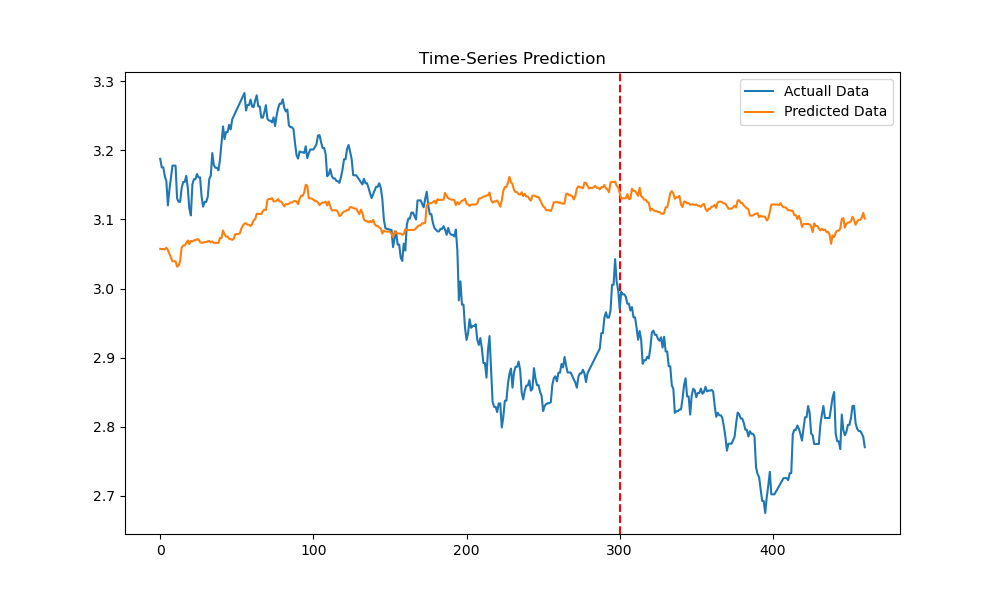 Time-Series Prediction
Actuall Data
Predicted Data
3.3
3.2
3.1
3.0
2.9
2.8
2.7
0 100 200 300 400